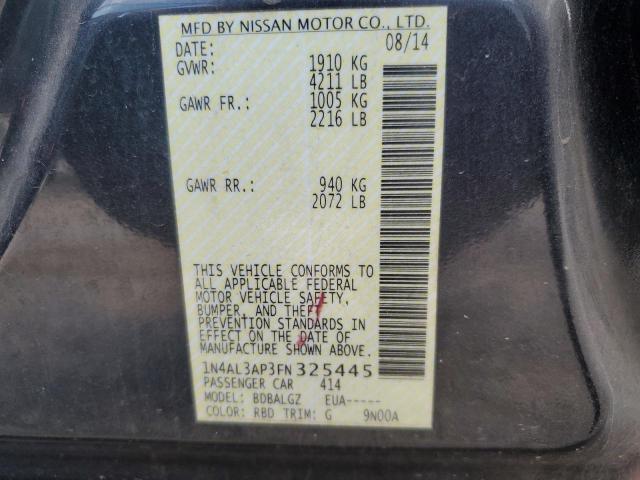 MFD BY NISSAN MOTOR CO., LTD.
DATE: 08/14
GVWR: 1910 KG
4211 LB
GAWR FR.: 1005 KG
2216 LB
GAWR RR.: 940 KG
2072 LB
THIS VEHICLE CONFORMS TO
ALL APPLICABLE FEDERAL
MOTOR VEHICLE SAFETY,
BUMPER, AND THEFT
PREVENTION STANDARDS IN
EFFECT ON THE DATE OF
MANUFACTURE SHOWN ABOVE.
1N4AL3AP3FN325445
PASSENGER CAR 414
MODEL: BDBALGZ EUA-----
COLOR: RBD TRIM: G 9N00A